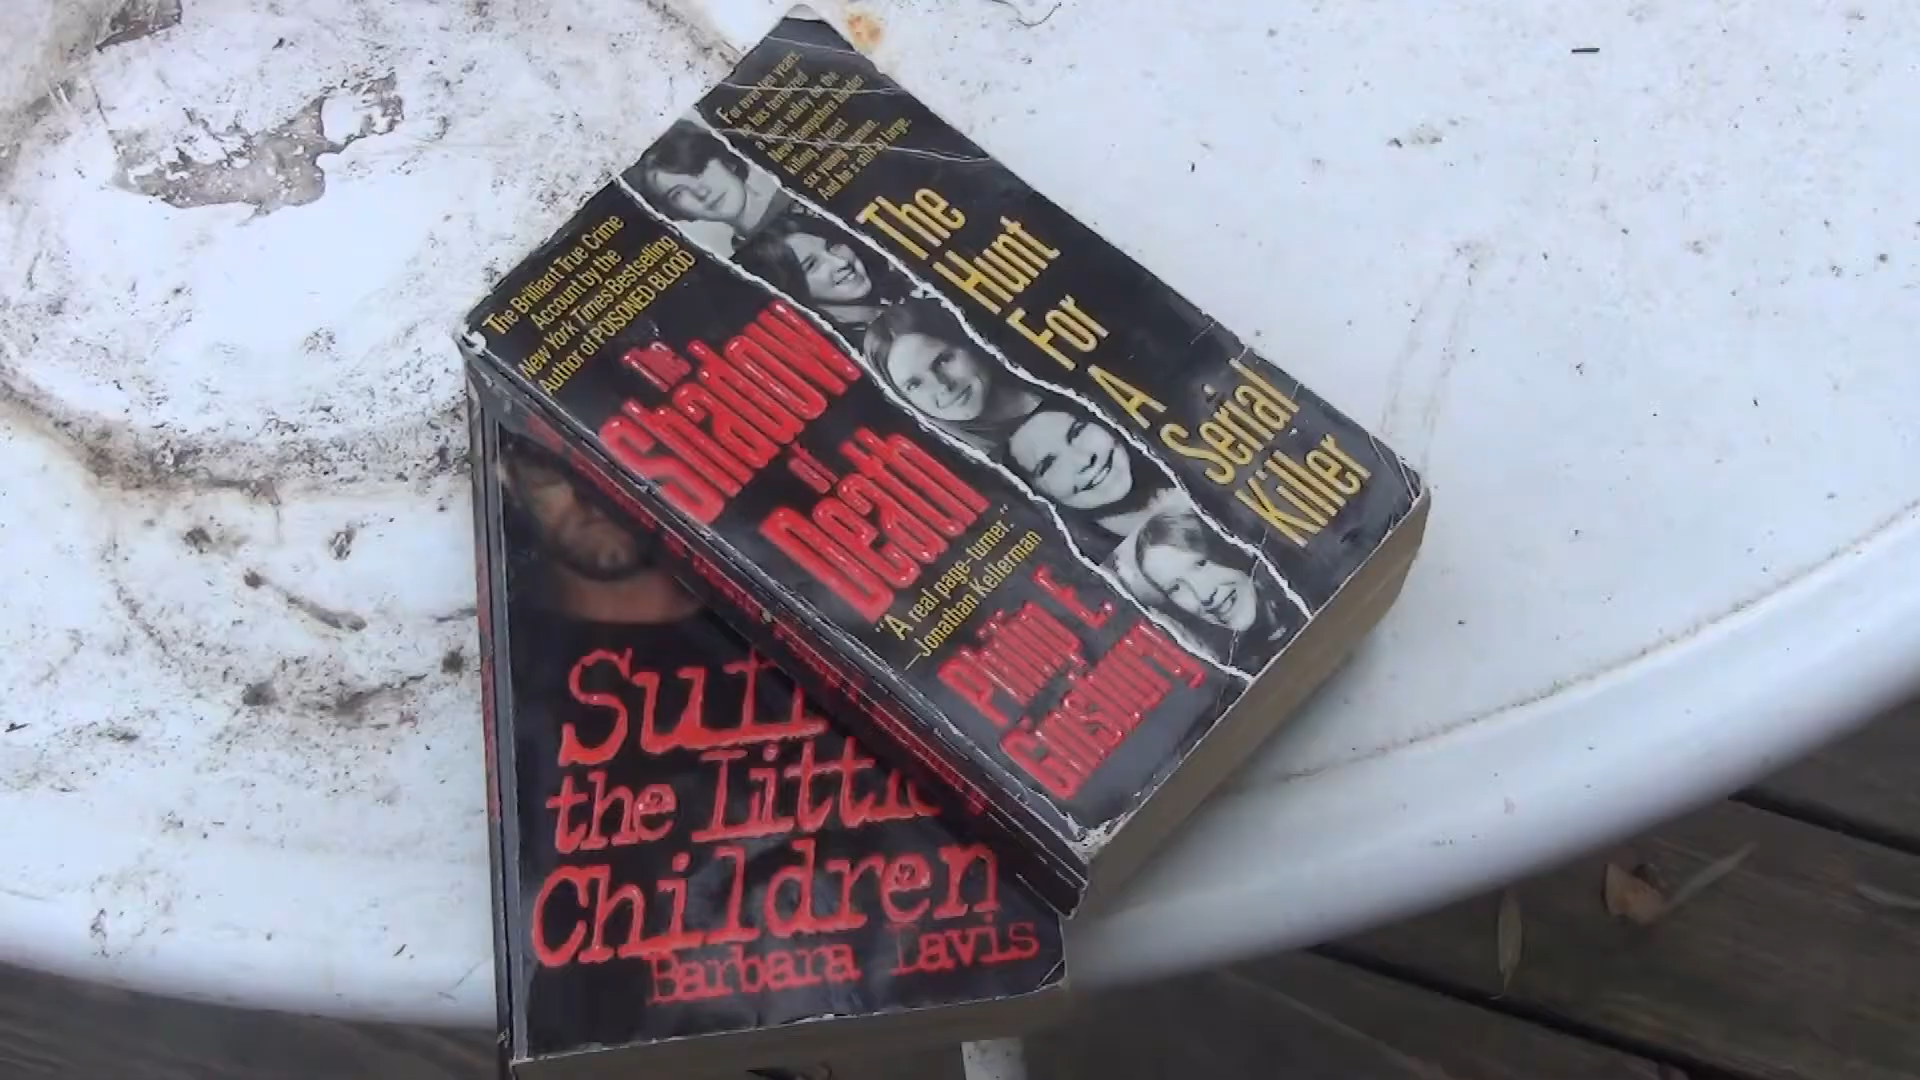 For over ten years,
he has terrorized
a quiet valley on the
New Hampshire border
killing at least
six young women.
And he's still at large.
The
Hunt
For
A
Serial
Killer
The Brilliant True Crime
Account by the
New York Times Bestselling
Author of POISONED BLOOD
The
Shadow
of
Death
"A real page-turner."
—Jonathan Kellerman
Philip E.
Ginsburg
the Little
Children
Barbara Davis